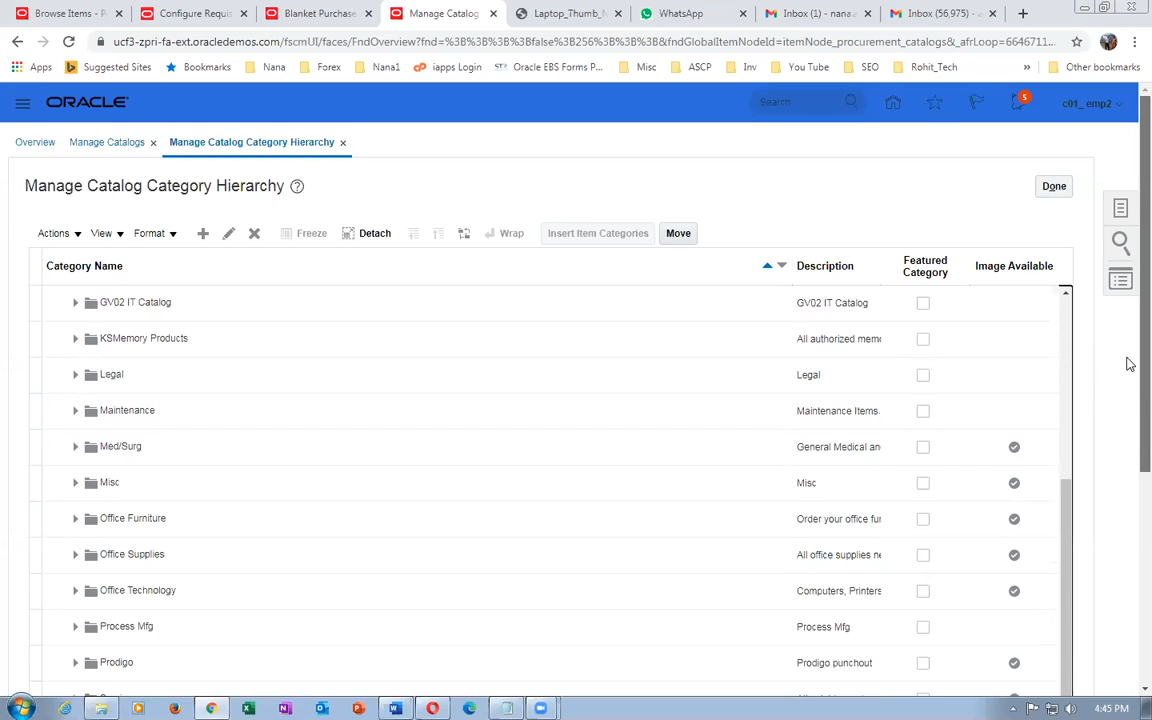 Browse Items - P
Configure Requis
Blanket Purchase
Manage Catalog
Laptop_Thumb_N
WhatsApp
Inbox (1) - nana
Inbox (56,975) -
ucf3-zpri-fa-ext.oracledemos.com/fscmUI/faces/FndOverview?fnd=%3B%3B%3B%3Bfalse%3B256%3B%3B%3B&fndGlobalItemNodeId=itemNode_procurement_catalogs&_afrLoop=6646711...
Apps
Suggested Sites
Bookmarks
Nana
Forex
Nana1
iapps Login
Oracle EBS Forms P...
Misc
ASCP
Inv
You Tube
SEO
Rohit_Tech
»
Other bookmarks
ORACLE
Search
5
c01_ emp2
Overview
Manage Catalogs
Manage Catalog Category Hierarchy
Manage Catalog Category Hierarchy
Done
Actions
View
Format
Freeze
Detach
Wrap
Insert Item Categories
Move
Category Name
Description
Featured Category
Image Available
GV02 IT Catalog
GV02 IT Catalog
KSMemory Products
All authorized memo
Legal
Legal
Maintenance
Maintenance Items.
Med/Surg
General Medical an
Misc
Misc
Office Furniture
Order your office fur
Office Supplies
All office supplies ne
Office Technology
Computers, Printers
Process Mfg
Process Mfg
Prodigo
Prodigo punchout
4:45 PM